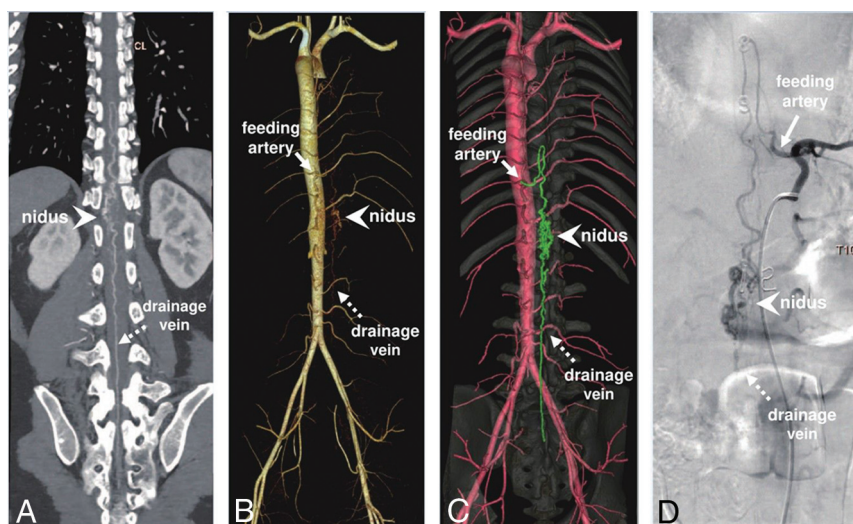 CL
nidus
drainage
vein
A
feeding
artery
nidus
drainage
vein
B
feeding
artery
nidus
drainage
vein
C
feeding
artery
T10
nidus
drainage
vein
D